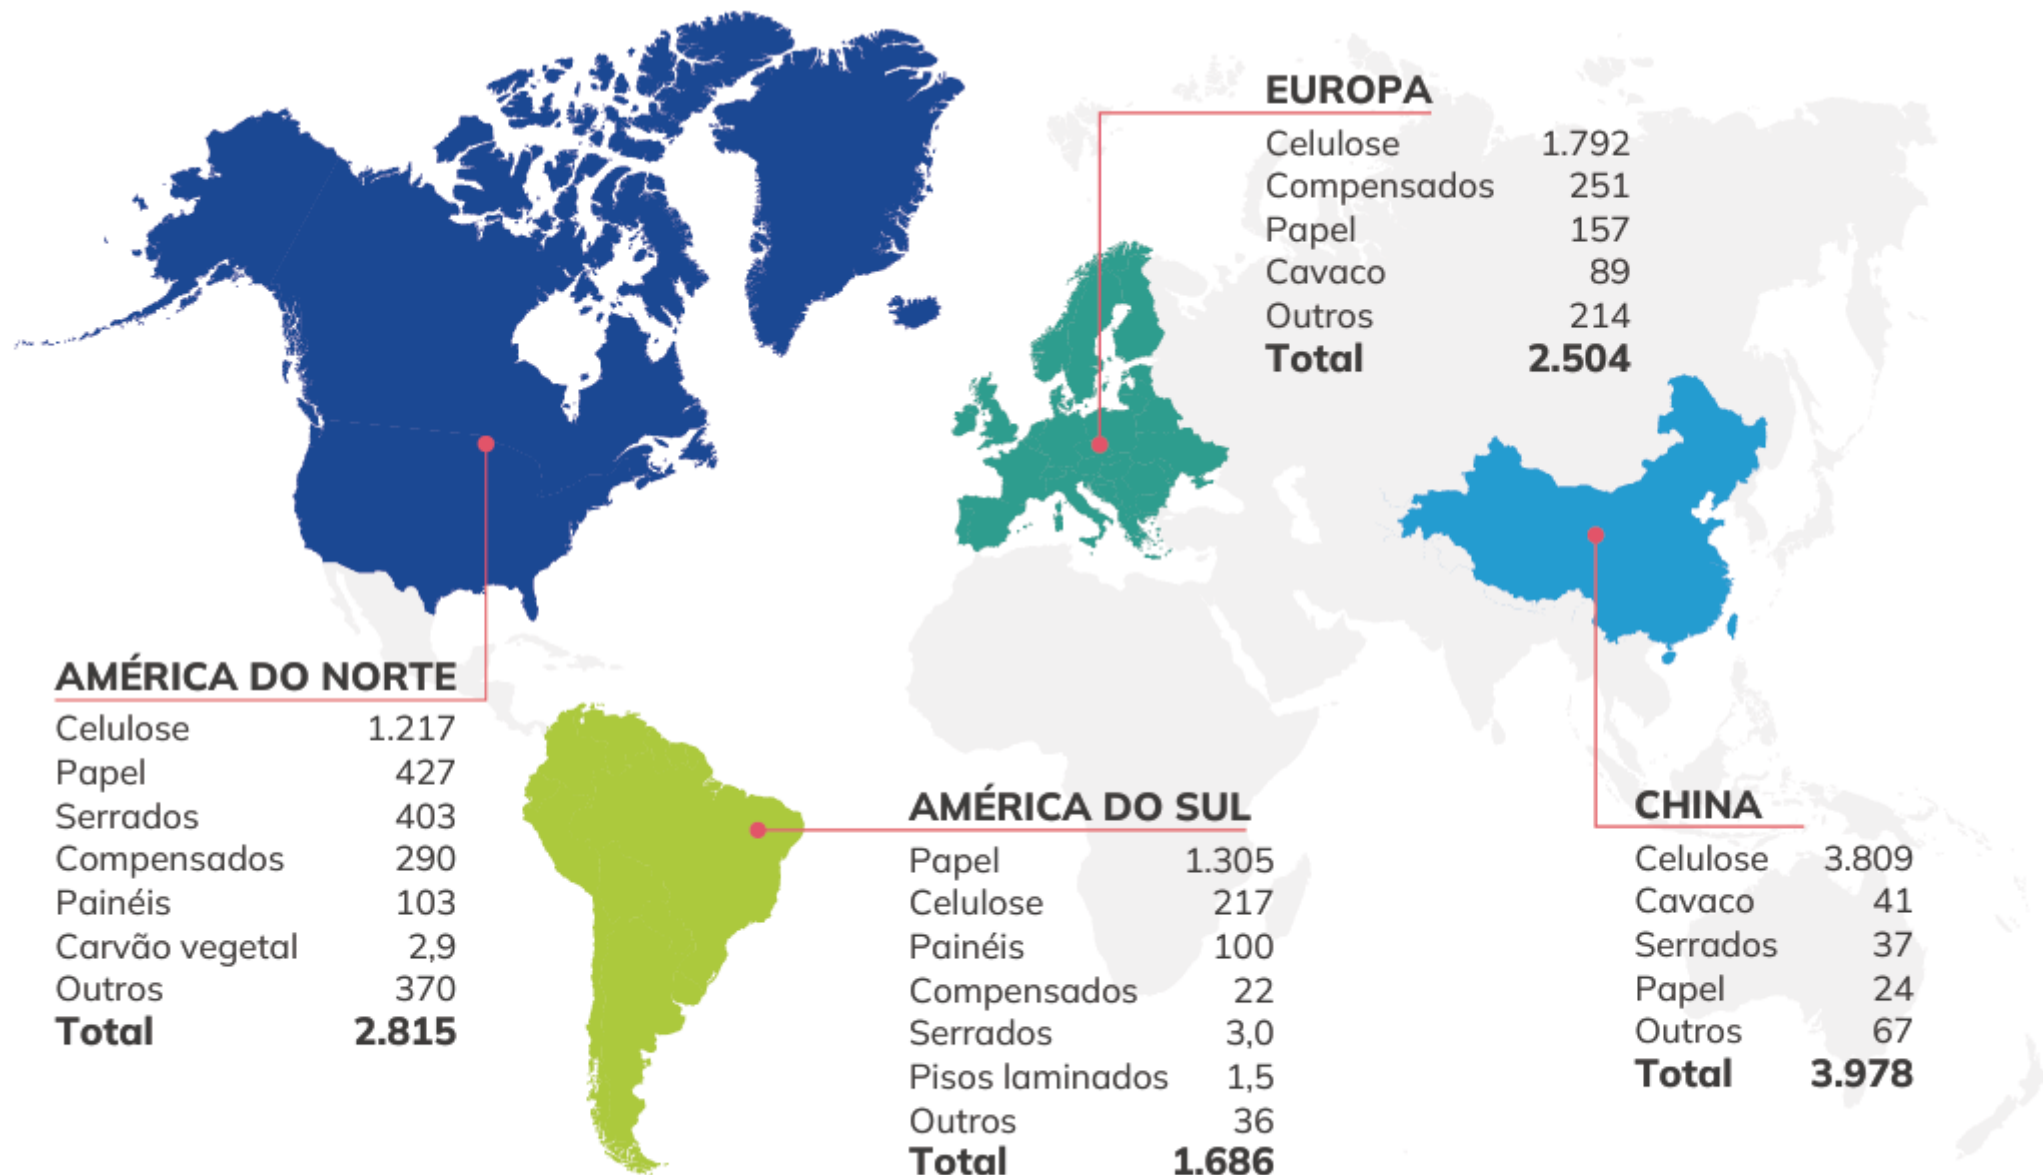 EUROPA
Celulose 1.792
Compensados 251
Papel 157
Cavaco 89
Outros 214
Total 2.504
AMÉRICA DO NORTE
Celulose 1.217
Papel 427
Serrados 403
Compensados 290
Painéis 103
Carvão vegetal 2,9
Outros 370
Total 2.815
AMÉRICA DO SUL
Papel 1.305
Celulose 217
Painéis 100
Compensados 22
Serrados 3,0
Pisos laminados 1,5
Outros 36
Total 1.686
CHINA
Celulose 3.809
Cavaco 41
Serrados 37
Papel 24
Outros 67
Total 3.978